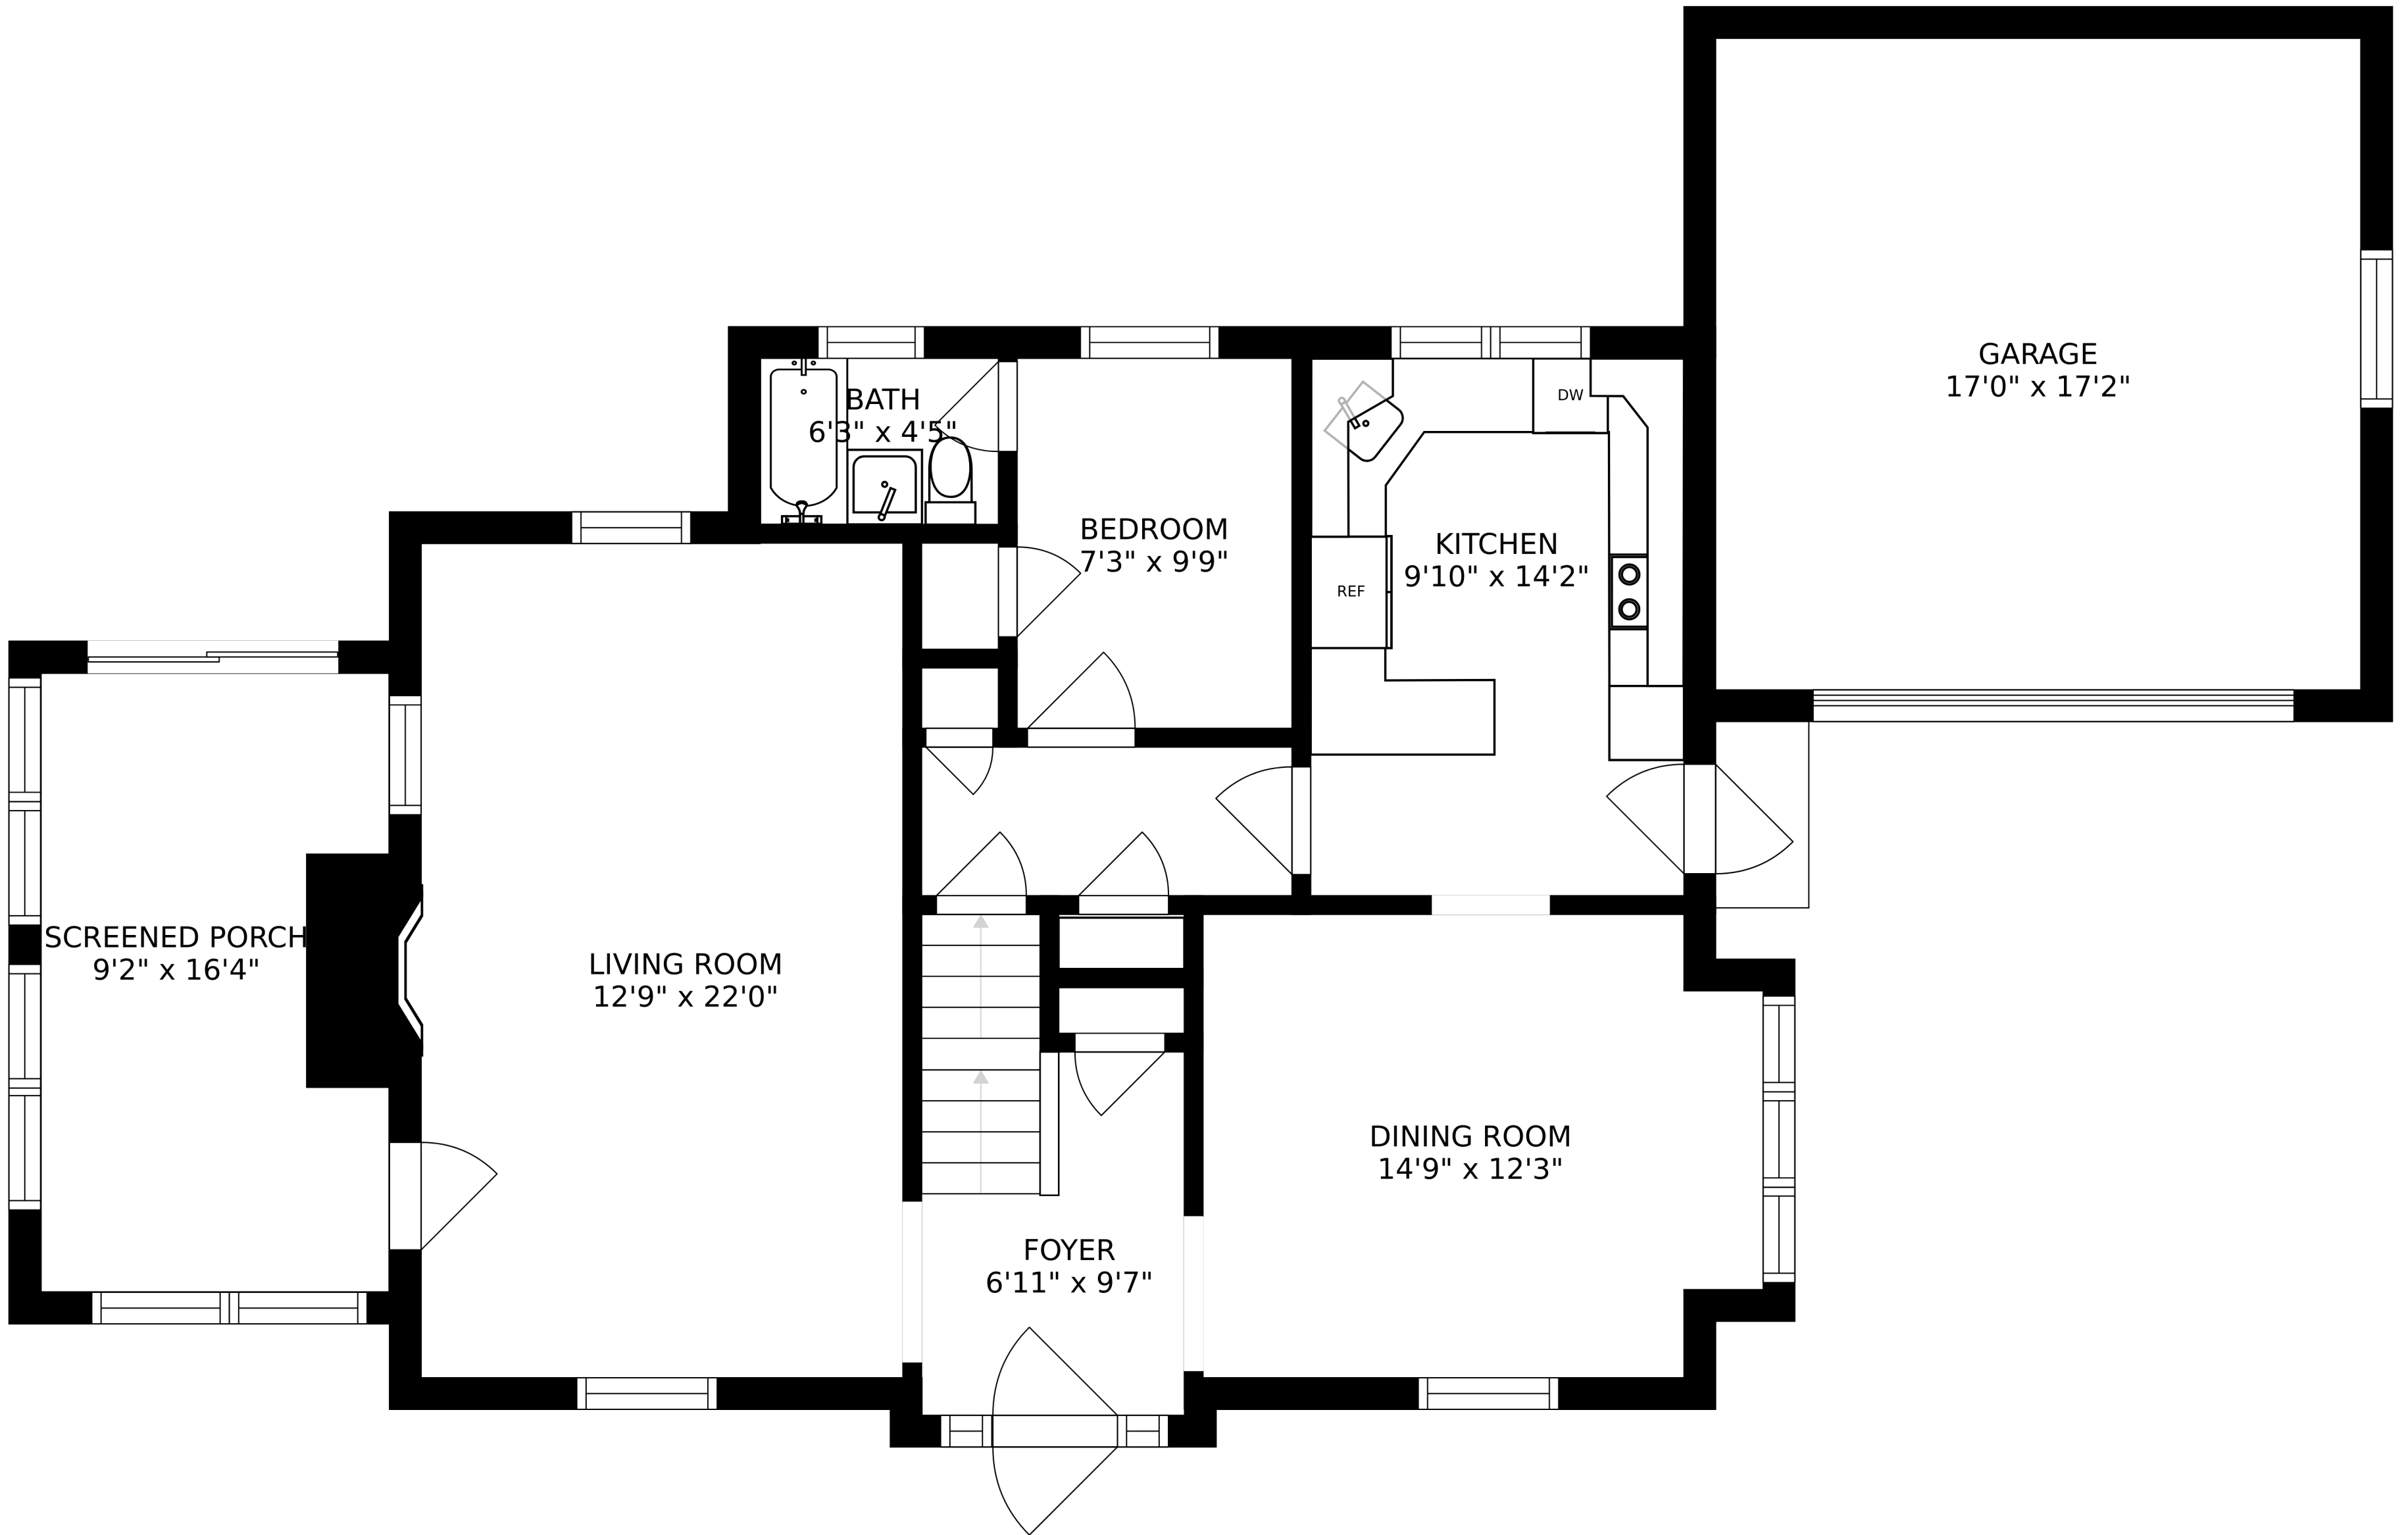 GARAGE
17'0" x 17'2"
BATH
6'3" x 4'5"
DW
BEDROOM
7'3" x 9'9"
KITCHEN
9'10" x 14'2"
REF
SCREENED PORCH
9'2" x 16'4"
LIVING ROOM
12'9" x 22'0"
DINING ROOM
14'9" x 12'3"
FOYER
6'11" x 9'7"